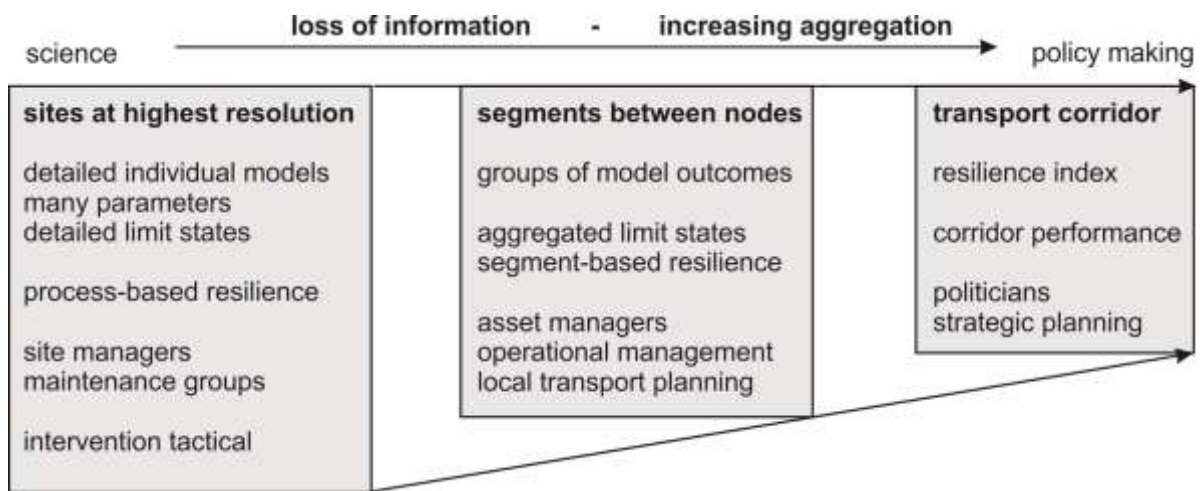 loss of information - increasing aggregation
science
policy making
sites at highest resolution
detailed individual models
many parameters
detailed limit states
process-based resilience
site managers
maintenance groups
intervention tactical
segments between nodes
groups of model outcomes
aggregated limit states
segment-based resilience
asset managers
operational management
local transport planning
transport corridor
resilience index
corridor performance
politicians
strategic planning